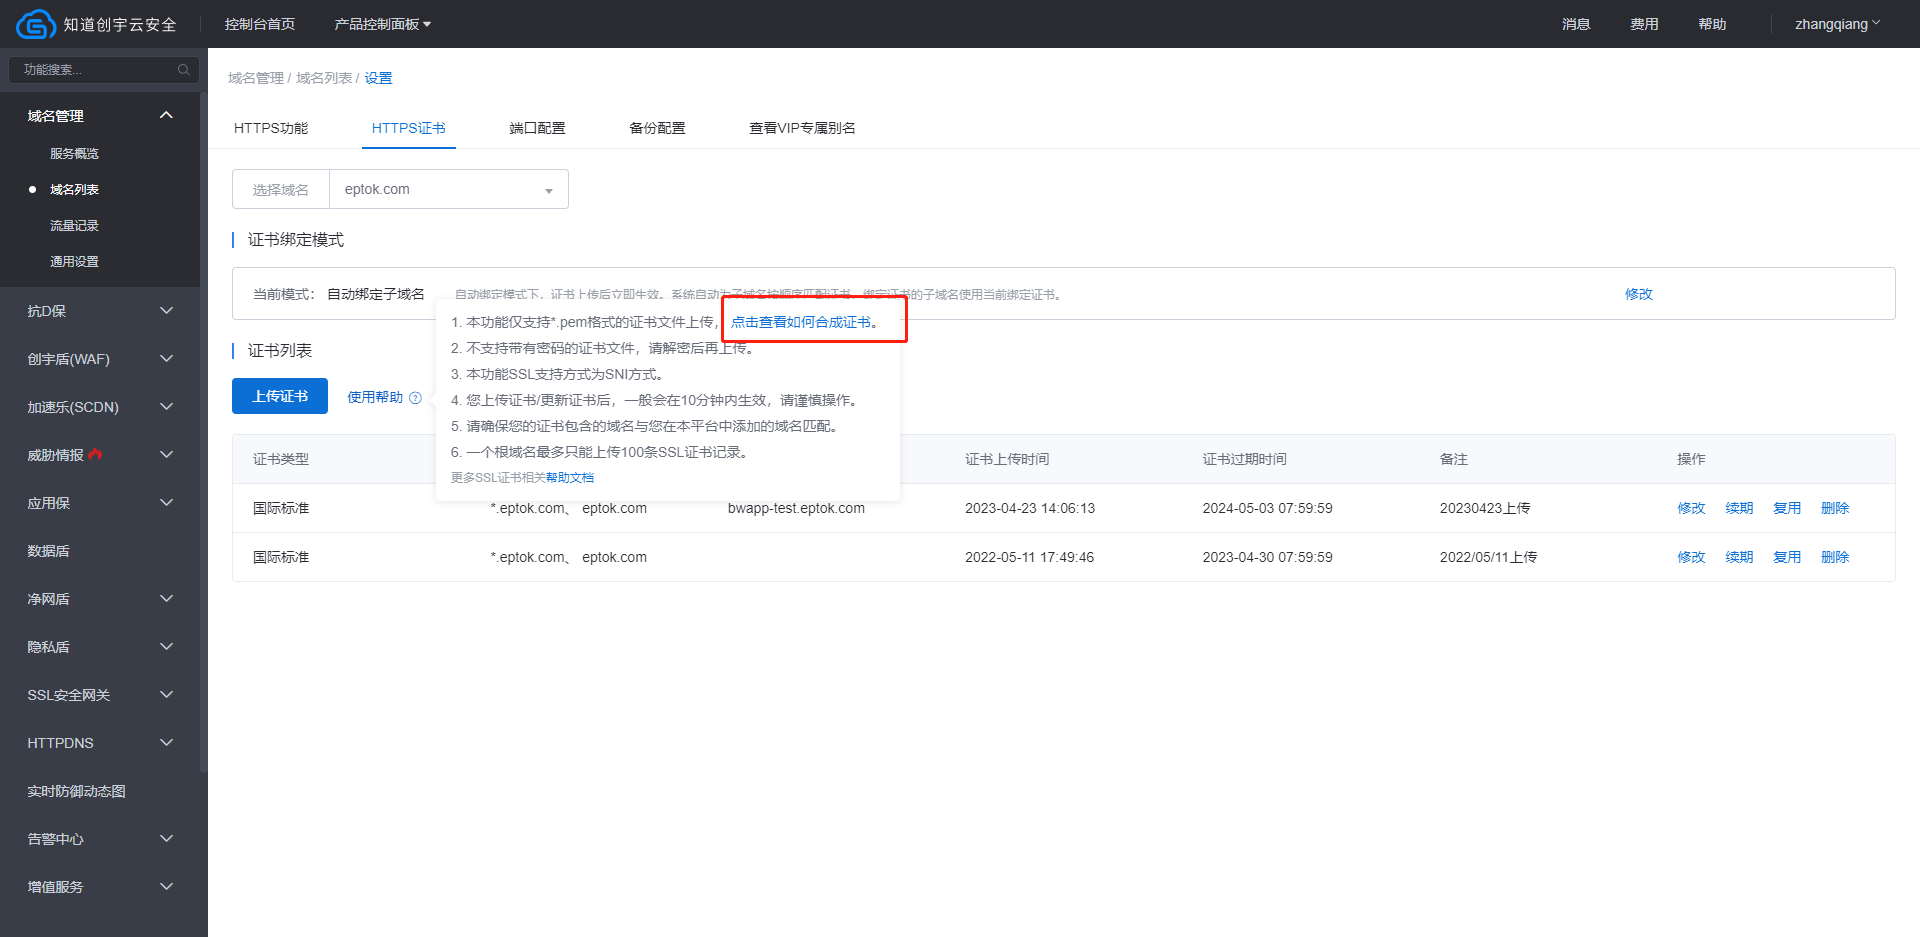 知道创宇云安全
控制台首页
产品控制面板
消息
费用
帮助
zhangqiang
功能搜索...
域名管理
服务概览
域名列表
流量记录
通用设置
抗D保
创宇盾(WAF)
加速乐(SCDN)
威胁情报
应用保
数据盾
净网盾
隐私盾
SSL安全网关
HTTPDNS
实时防御动态图
告警中心
增值服务
域名管理 / 域名列表 / 设置
HTTPS功能
HTTPS证书
端口配置
备份配置
查看VIP专属别名
选择域名 eptok.com
证书绑定模式
当前模式： 自动绑定子域名 自动绑定模式下，证书上传后立即生效。系统自动为子域名按顺序匹配证书，绑定证书的子域名使用当前绑定证书。 修改
1. 本功能仅支持*.pem格式的证书文件上传，点击查看如何合成证书。
2. 不支持带有密码的证书文件，请解密后再上传。
3. 本功能SSL支持方式为SNI方式。
4. 您上传证书/更新证书后，一般会在10分钟内生效，请谨慎操作。
5. 请确保您的证书包含的域名与您在本平台中添加的域名匹配。
6. 一个根域名最多只能上传100条SSL证书记录。
更多SSL证书相关帮助文档
证书列表
上传证书 使用帮助 ?
证书类型 证书上传时间 证书过期时间 备注 操作
国际标准 *.eptok.com、 eptok.com bwapp-test.eptok.com 2023-04-23 14:06:13 2024-05-03 07:59:59 20230423上传 修改 续期 复用 删除
国际标准 *.eptok.com、 eptok.com 2022-05-11 17:49:46 2023-04-30 07:59:59 2022/05/11上传 修改 续期 复用 删除